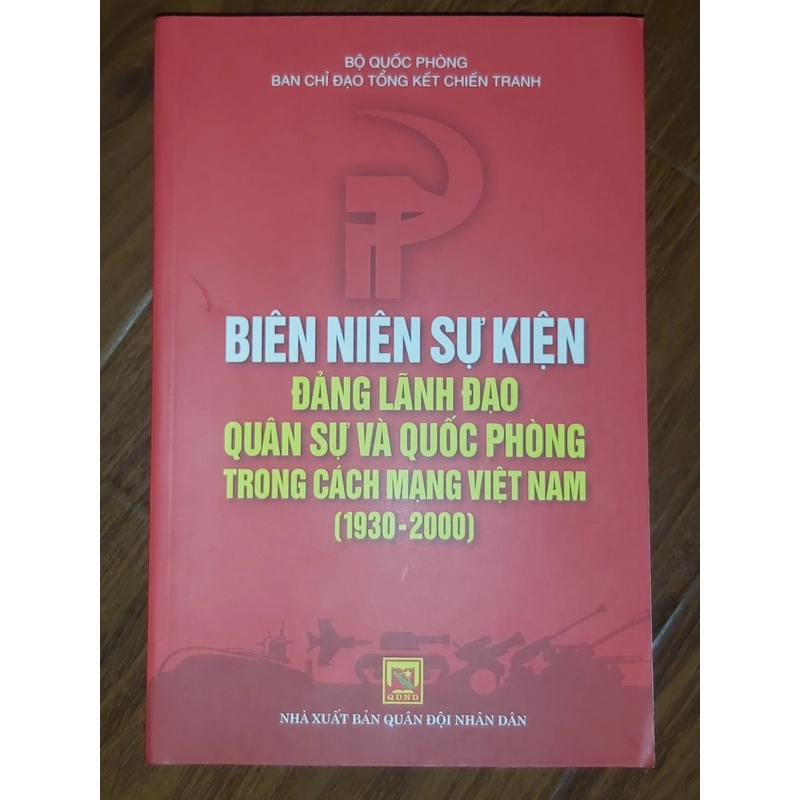 BỘ QUỐC PHÒNG
BAN CHỈ ĐẠO TỔNG KẾT CHIẾN TRANH
BIÊN NIÊN SỰ KIỆN
ĐẢNG LÃNH ĐẠO
QUÂN SỰ VÀ QUỐC PHÒNG
TRONG CÁCH MẠNG VIỆT NAM
(1930-2000)
QĐND
NHÀ XUẤT BẢN QUÂN ĐỘI NHÂN DÂN